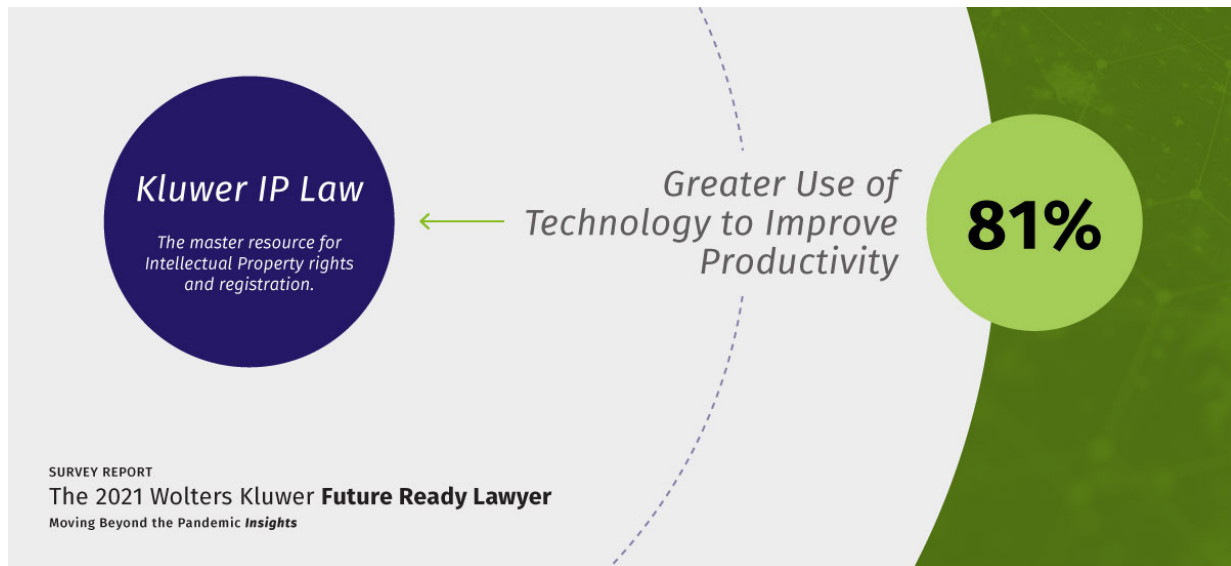 Kluwer IP Law
The master resource for
Intellectual Property rights
and registration.
Greater Use of
Technology to Improve
Productivity
81%
SURVEY REPORT
The 2021 Wolters Kluwer Future Ready Lawyer
Moving Beyond the Pandemic Insights